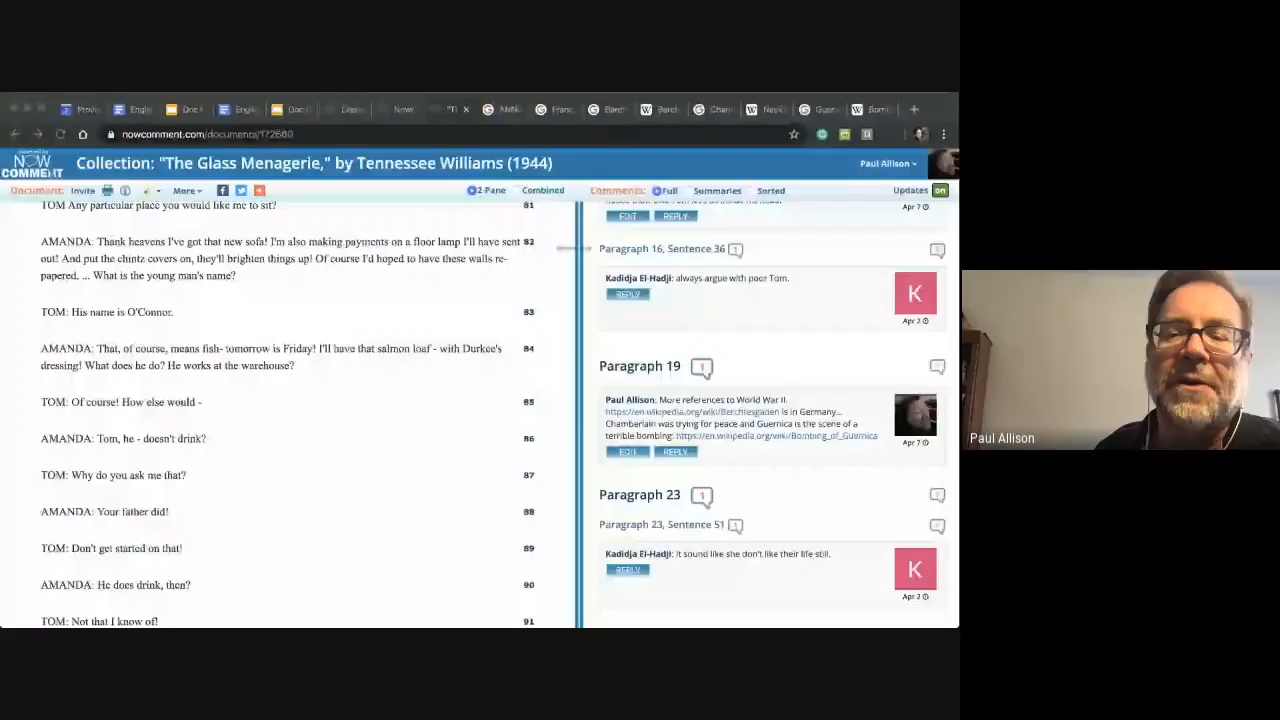 nowcomment.com/documents/172660
NOW COMMENT
Collection: "The Glass Menagerie," by Tennessee Williams (1944)
Paul Allison
Document: Invite More 2 Pane Combined
Comments: Full Summaries Sorted Updates on
TOM Any particular place you would like me to sit? 81
AMANDA: Thank heavens I've got that new sofa! I'm also making payments on a floor lamp I'll have sent 82
out! And put the chintz covers on, they'll brighten things up! Of course I'd hoped to have these walls re-
papered. ... What is the young man's name?
TOM: His name is O'Connor. 83
AMANDA: That, of course, means fish- tomorrow is Friday! I'll have that salmon loaf - with Durkee's 84
dressing! What does he do? He works at the warehouse?
TOM: Of course! How else would - 85
AMANDA: Tom, he - doesn't drink? 86
TOM: Why do you ask me that? 87
AMANDA: Your father did! 88
TOM: Don't get started on that! 89
AMANDA: He does drink, then? 90
TOM: Not that I know of! 91
Apr 7
EDIT REPLY
Paragraph 16, Sentence 36 1
Kadidja El-Hadji: always argue with poor Tom.
REPLY
K
Apr 2
Paragraph 19 1
Paul Allison: More references to World War II.
https://en.wikipedia.org/wiki/Berchtesgaden is in Germany...
Chamberlain was trying for peace and Guernica is the scene of a
terrible bombing: https://en.wikipedia.org/wiki/Bombing_of_Guernica
Apr 7
EDIT REPLY
Paragraph 23 1
Paragraph 23, Sentence 51 1
Kadidja El-Hadji: It sound like she don't like their life still.
REPLY
K
Apr 2
Paul Allison